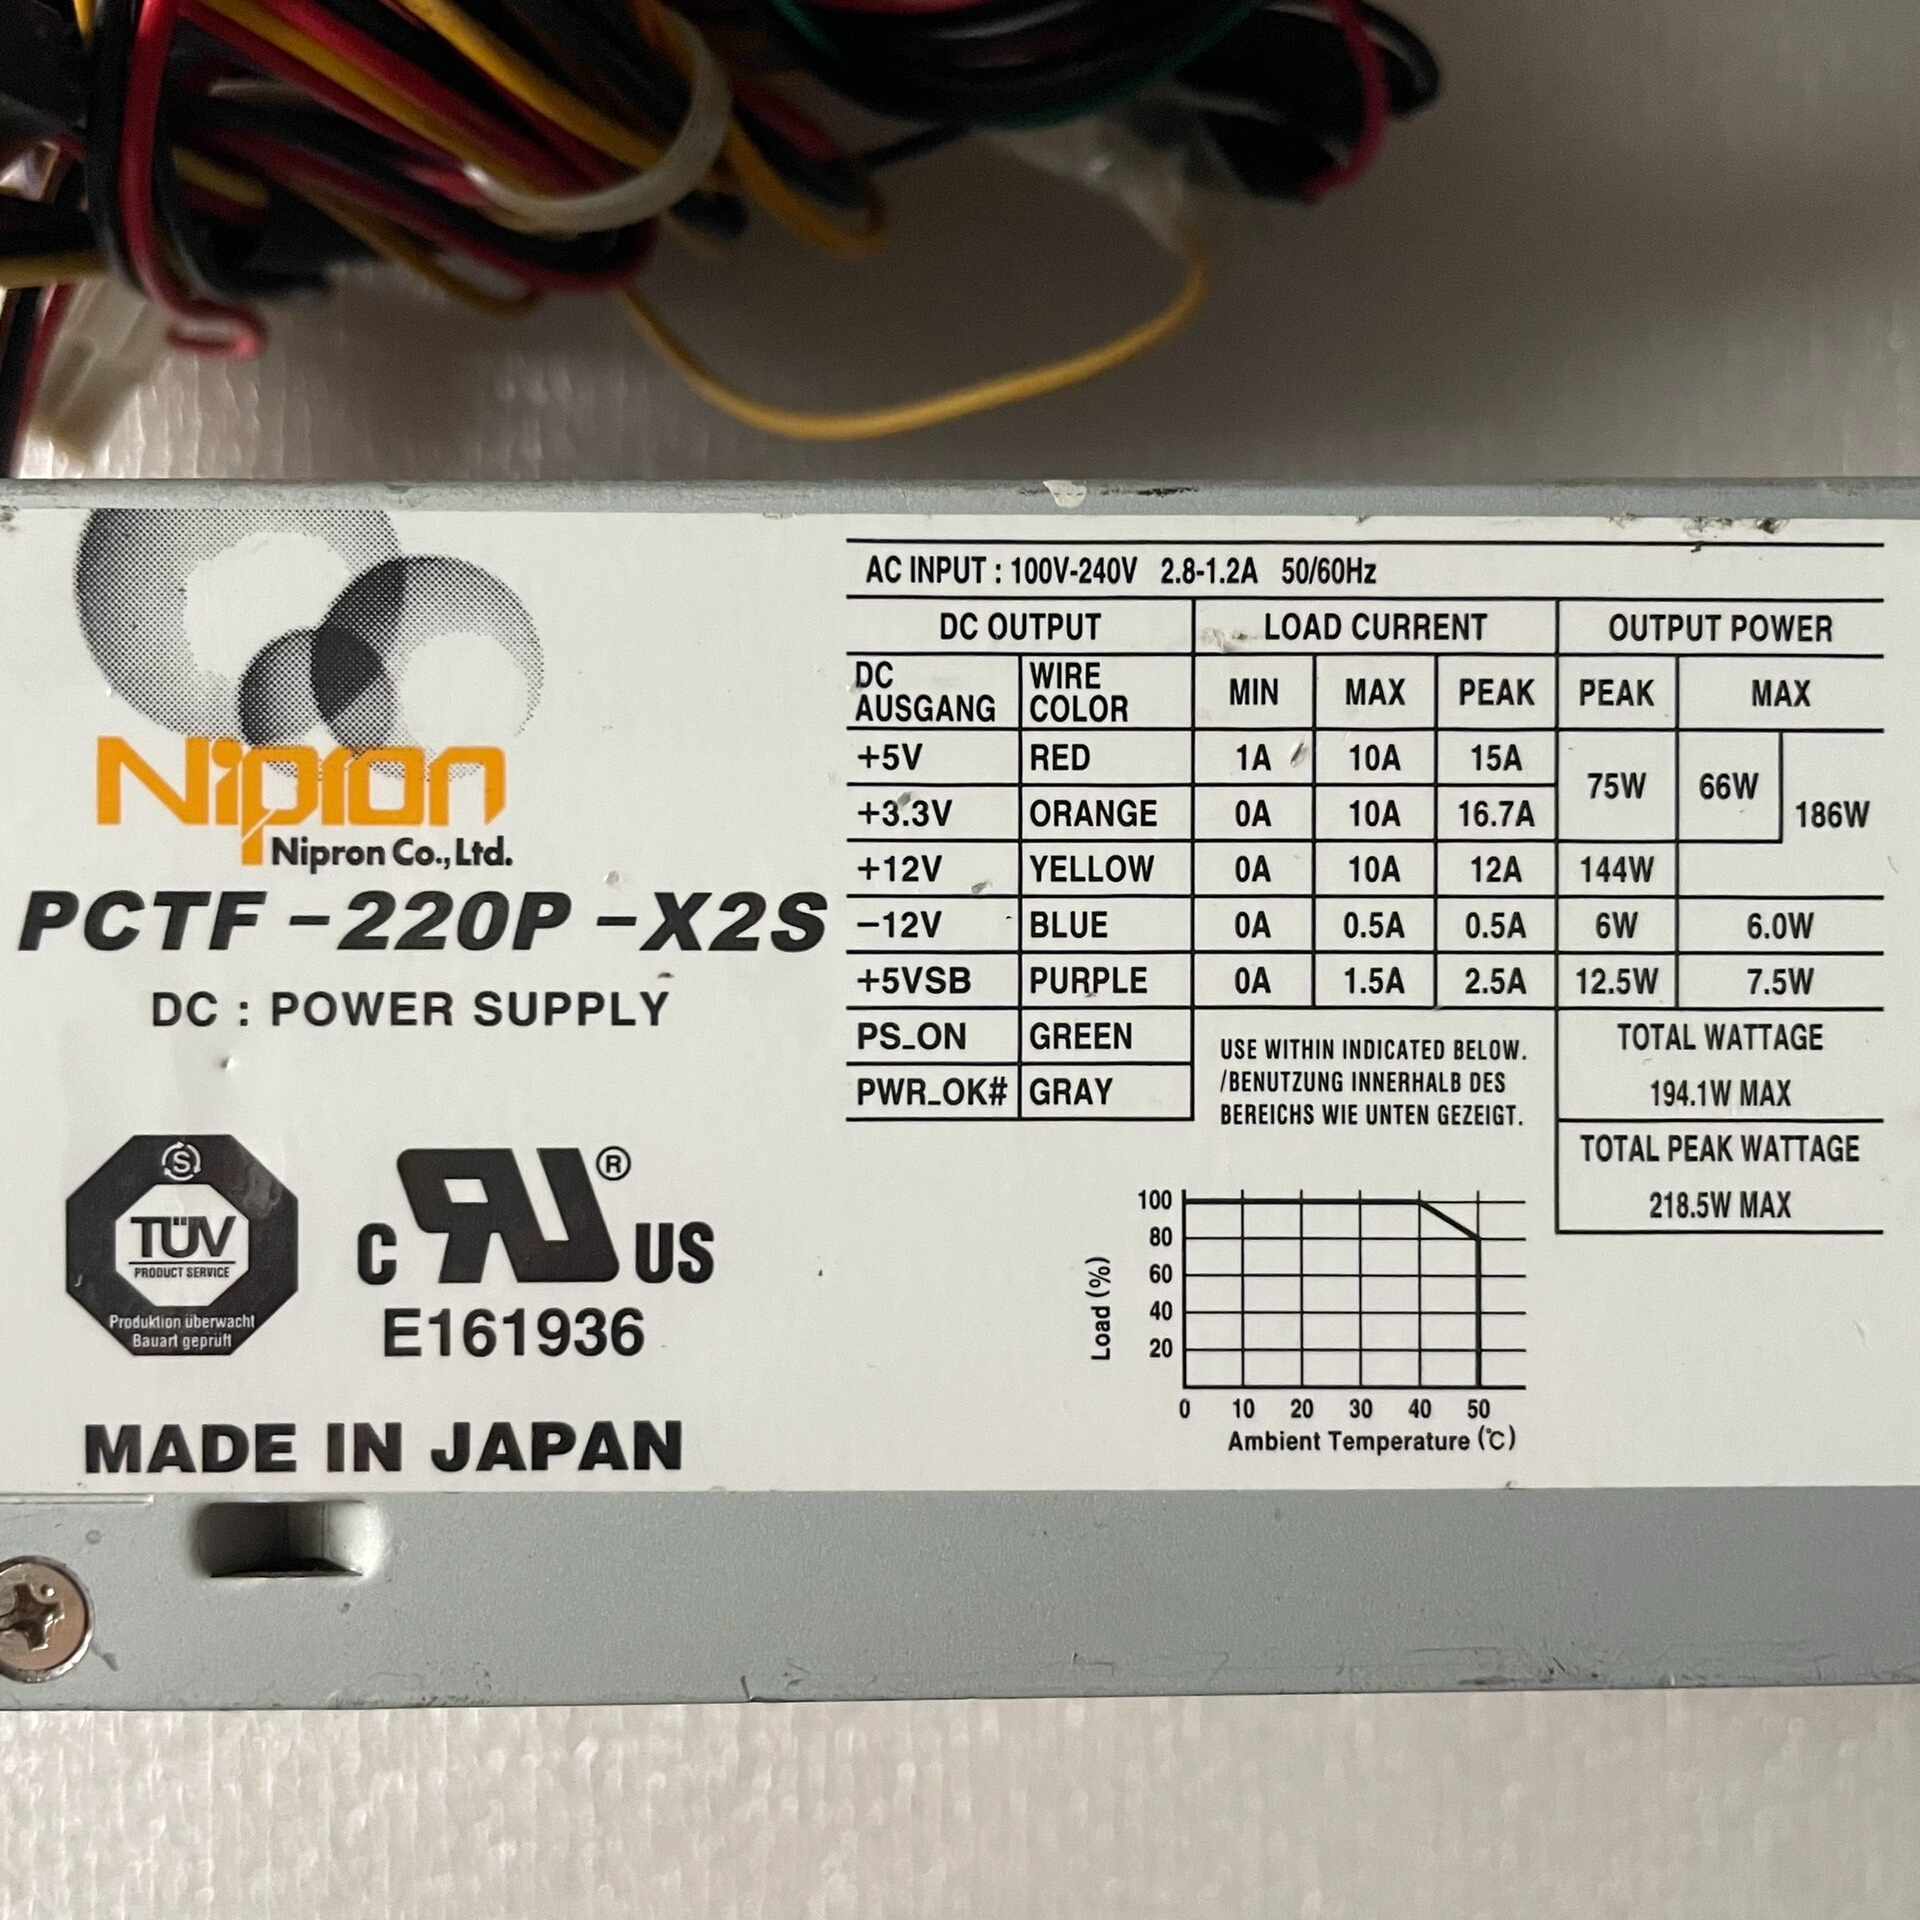 Nipron
Nipron Co.,Ltd.
PCTF-220P-X2S
DC : POWER SUPPLY
S
TÜV
PRODUCT SERVICE
Produktion überwacht
Bauart geprüft
C RU® US
E161936
MADE IN JAPAN
AC INPUT : 100V-240V 2.8-1.2A 50/60Hz
DC OUTPUT LOAD CURRENT OUTPUT POWER
DC AUSGANG WIRE COLOR MIN MAX PEAK PEAK MAX
+5V RED 1A 10A 15A 75W 66W 186W
+3.3V ORANGE 0A 10A 16.7A
+12V YELLOW 0A 10A 12A 144W
−12V BLUE 0A 0.5A 0.5A 6W 6.0W
+5VSB PURPLE 0A 1.5A 2.5A 12.5W 7.5W
PS_ON GREEN
PWR_OK# GRAY
USE WITHIN INDICATED BELOW.
/BENUTZUNG INNERHALB DES
BEREICHS WIE UNTEN GEZEIGT.
TOTAL WATTAGE
194.1W MAX
TOTAL PEAK WATTAGE
218.5W MAX
Load (%)
100
80
60
40
20
0 10 20 30 40 50
Ambient Temperature (℃)